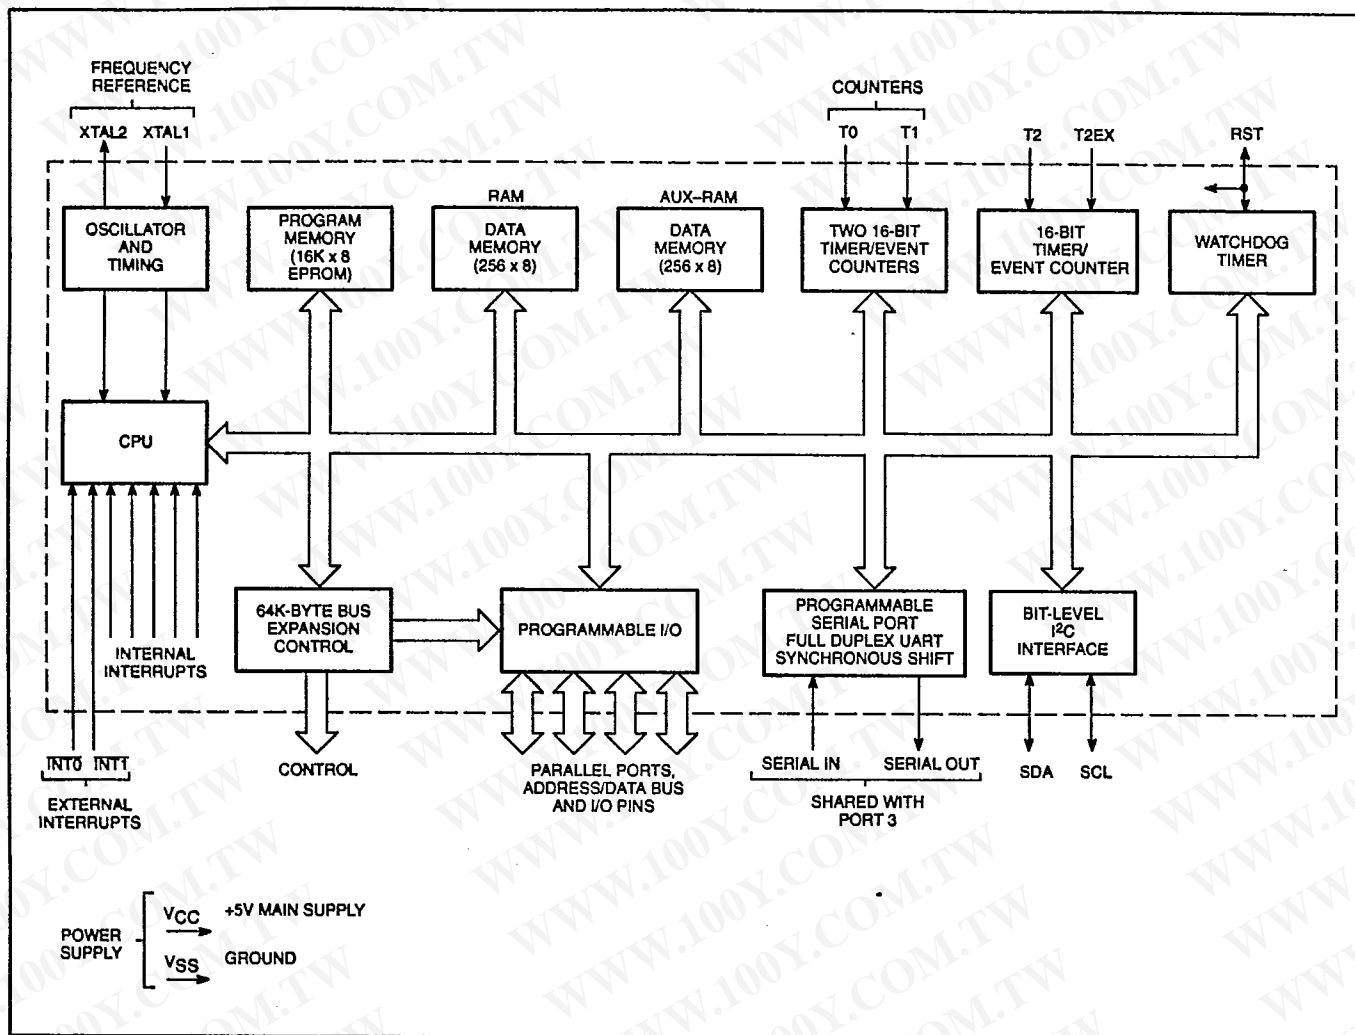 FREQUENCY
REFERENCE
XTAL2 XTAL1
COUNTERS
T0 T1
T2 T2EX
RST
OSCILLATOR
AND
TIMING
PROGRAM
MEMORY
(16K x 8
EPROM)
RAM
DATA
MEMORY
(256 x 8)
AUX-RAM
DATA
MEMORY
(256 x 8)
TWO 16-BIT
TIMER/EVENT
COUNTERS
16-BIT
TIMER/
EVENT COUNTER
WATCHDOG
TIMER
CPU
INTERNAL
INTERRUPTS
64K-BYTE BUS
EXPANSION
CONTROL
PROGRAMMABLE I/O
PROGRAMMABLE
SERIAL PORT
FULL DUPLEX UART
SYNCHRONOUS SHIFT
BIT-LEVEL
I²C
INTERFACE
INT0 INT1
EXTERNAL
INTERRUPTS
CONTROL
PARALLEL PORTS,
ADDRESS/DATA BUS
AND I/O PINS
SERIAL IN SERIAL OUT
SHARED WITH
PORT 3
SDA SCL
POWER
SUPPLY
VCC +5V MAIN SUPPLY
VSS GROUND
WWW.100Y.COM.TW